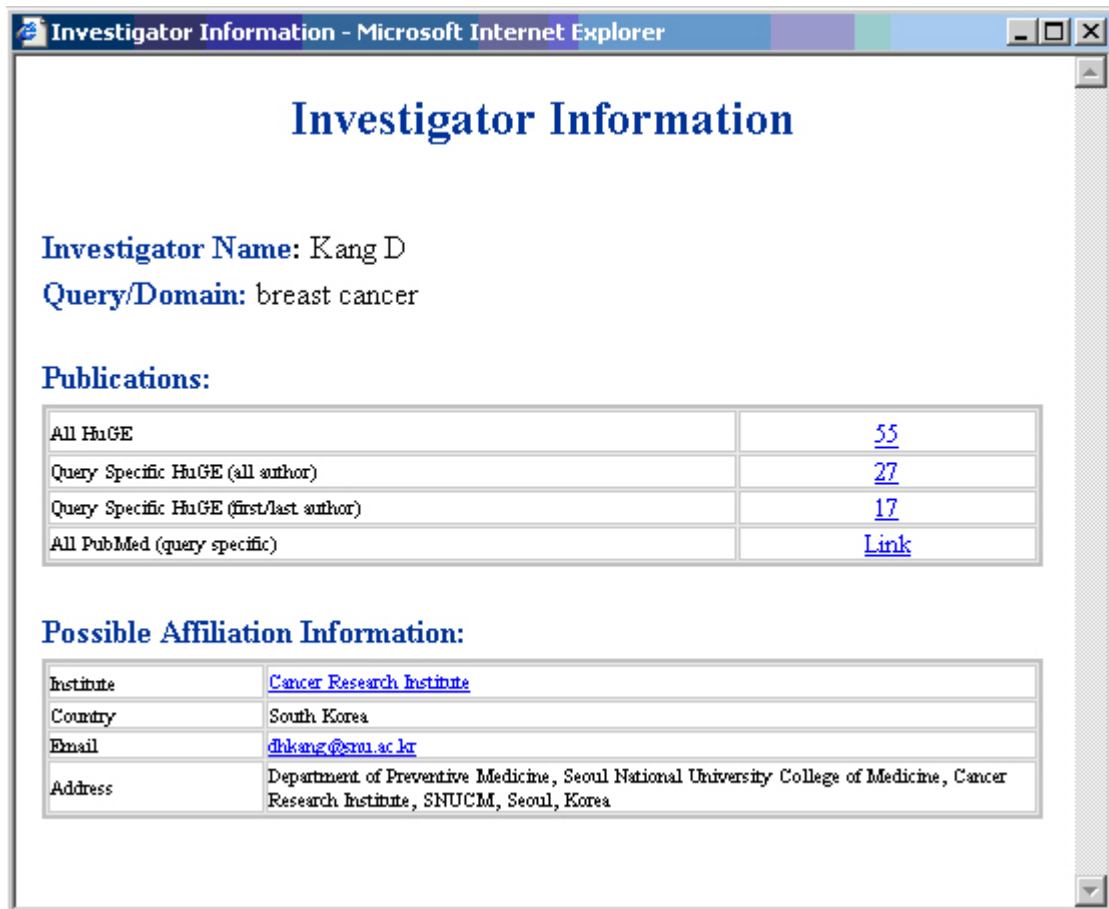 Investigator Information - Microsoft Internet Explorer
Investigator Information
Investigator Name: Kang D
Query/Domain: breast cancer
Publications:
All HuGE 55
Query Specific HuGE (all author) 27
Query Specific HuGE (first/last author) 17
All PubMed (query specific) Link
Possible Affiliation Information:
Institute Cancer Research Institute
Country South Korea
Email dhkang@snu.ac.kr
Address Department of Preventive Medicine, Seoul National University College of Medicine, Cancer
Research Institute, SNUCM, Seoul, Korea